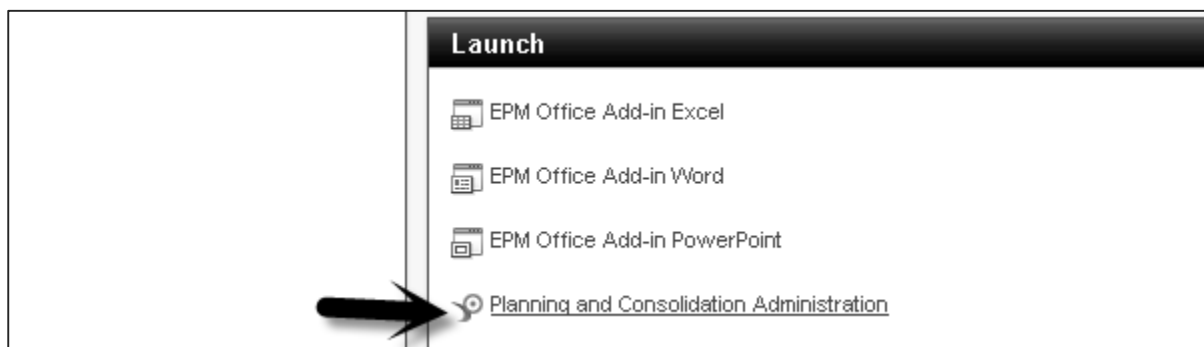 Launch
EPM Office Add-in Excel
EPM Office Add-in Word
EPM Office Add-in PowerPoint
Planning and Consolidation Administration